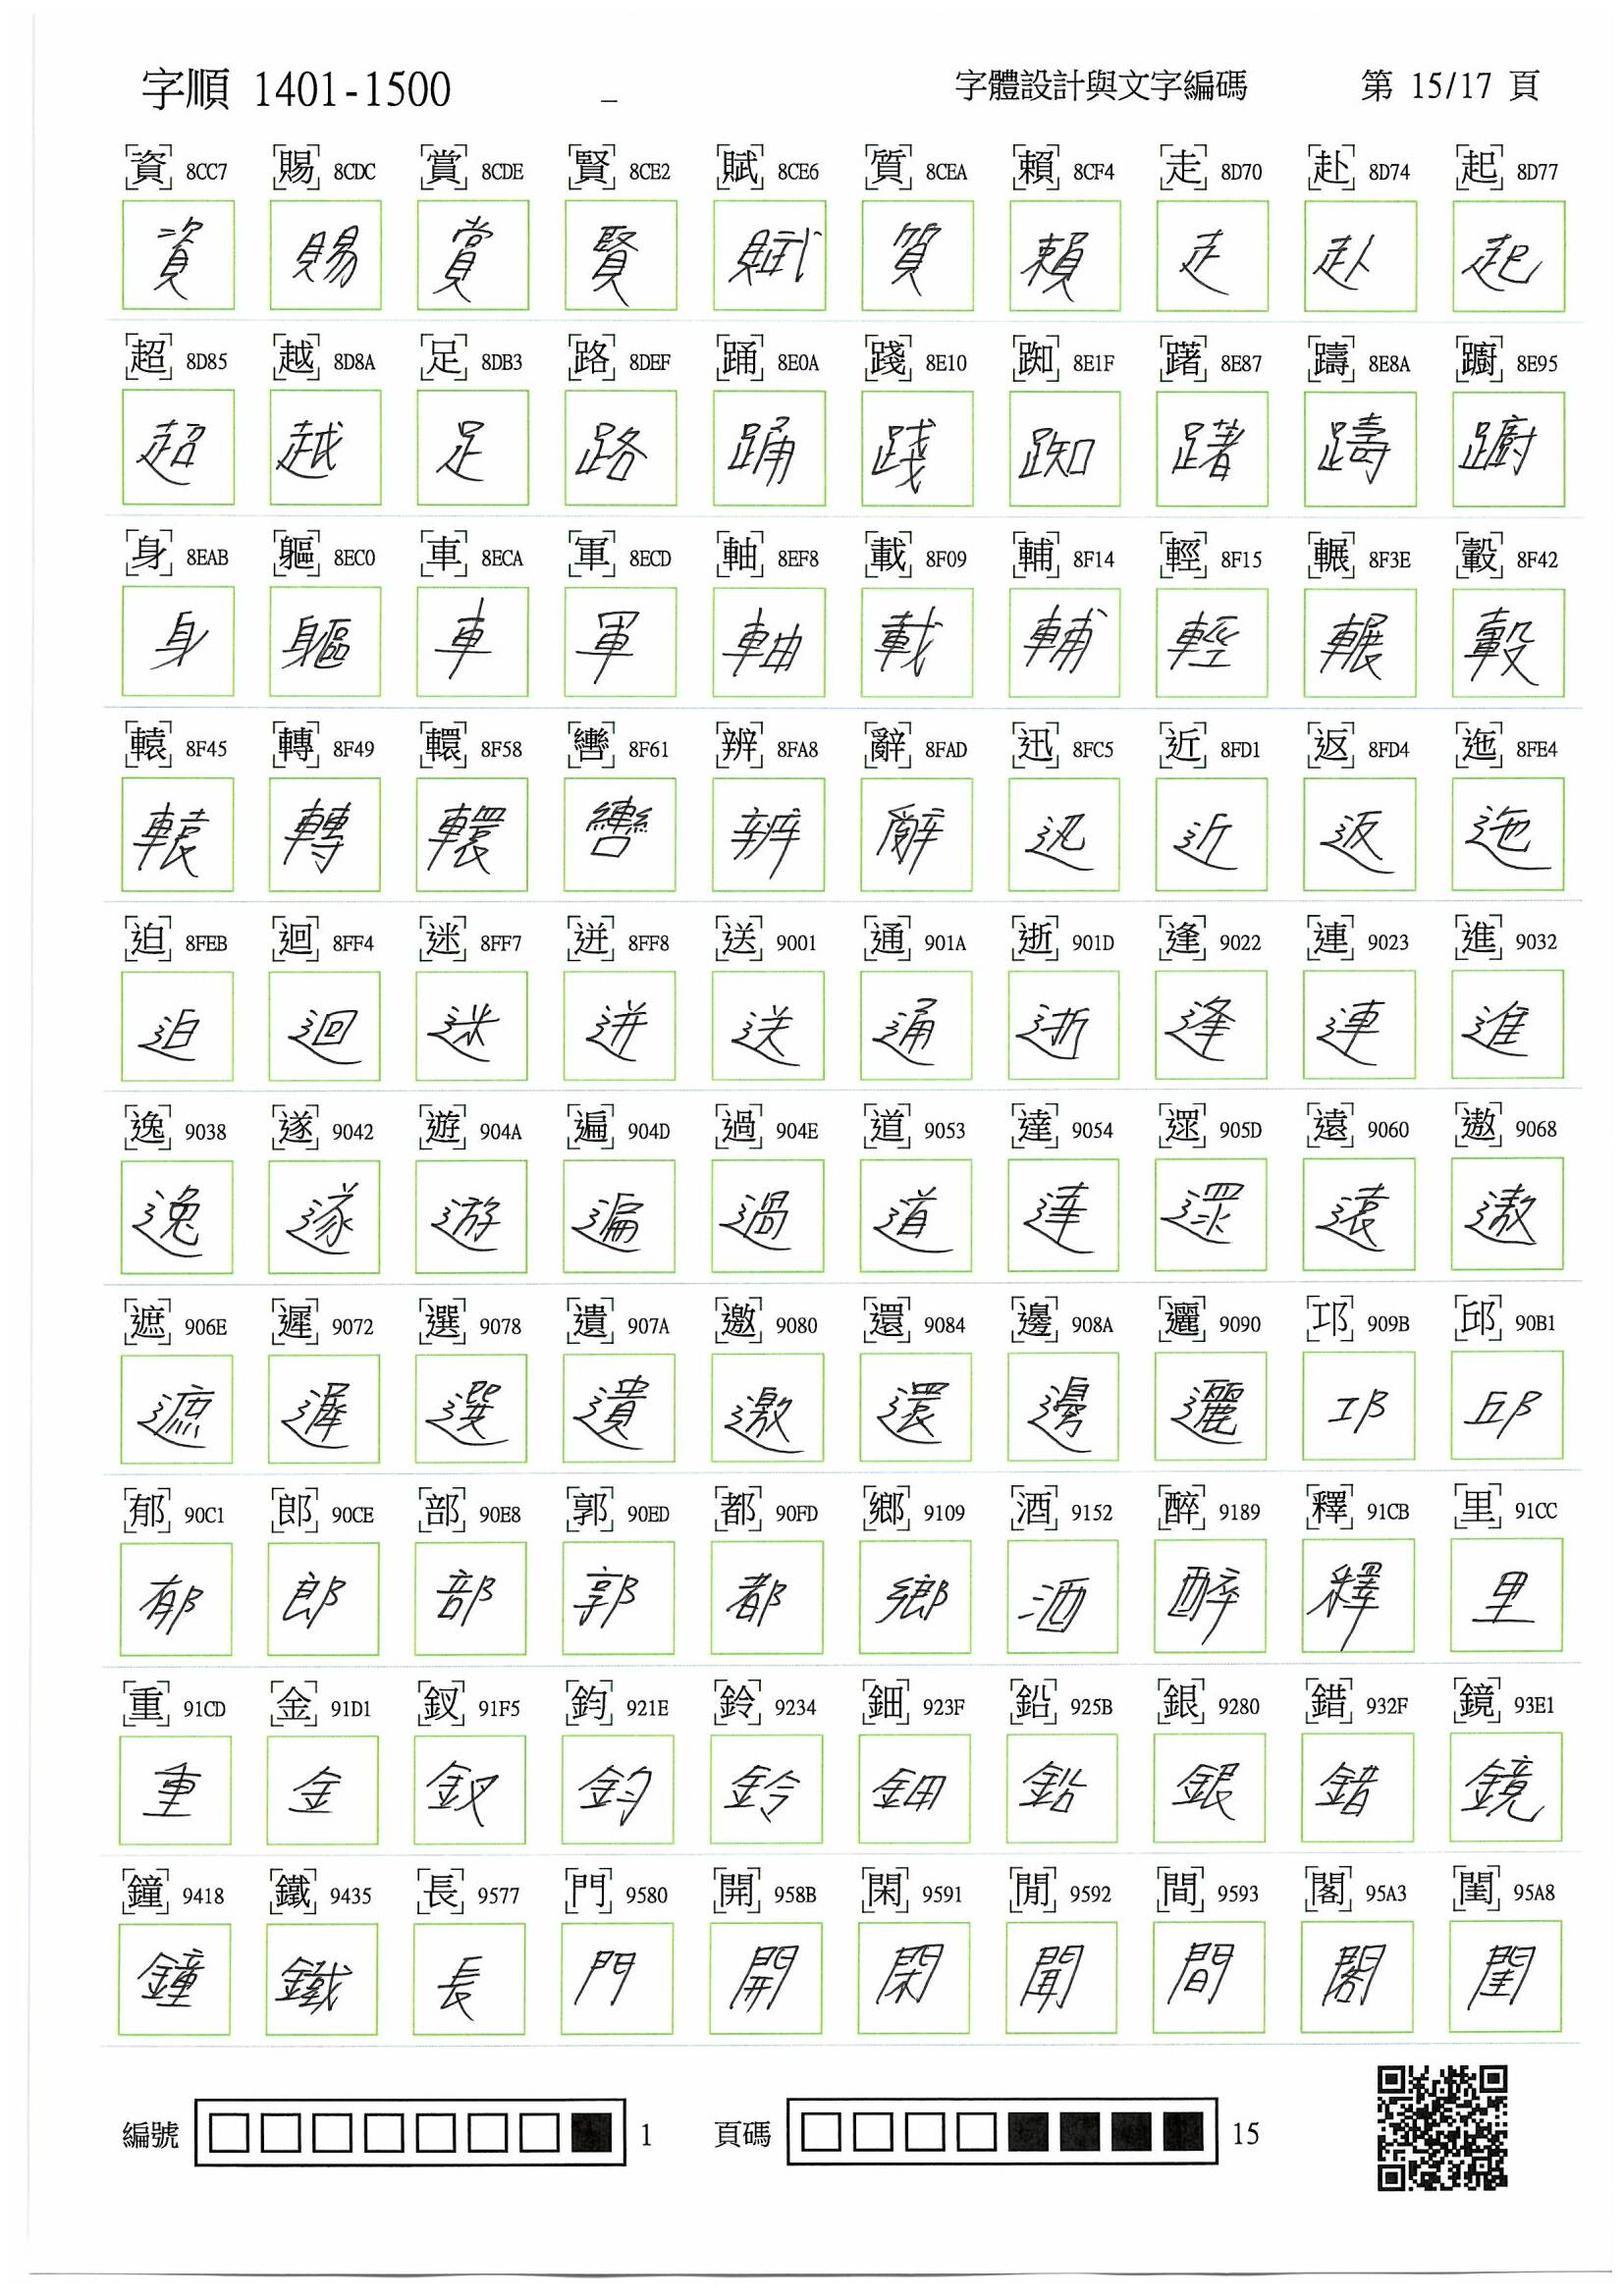 字順 1401-1500 _ 字體設計與文字編碼 第 15/17 頁
資 8CC7 賜 8CDC 賞 8CDE 賢 8CE2 賦 8CE6 質 8CEA 賴 8CF4 走 8D70 赴 8D74 起 8D77
資 賜 賞 賢 賦 質 賴 走 赴 起
超 8D85 越 8D8A 足 8DB3 路 8DEF 踊 8E0A 踐 8E10 踟 8E1F 躇 8E87 躊 8E8A 躕 8E95
超 越 足 路 踊 踐 踟 躇 躊 躕
身 8EAB 軀 8EC0 車 8ECA 軍 8ECD 軸 8EF8 載 8F09 輔 8F14 輕 8F15 輾 8F3E 轂 8F42
身 軀 車 軍 軸 載 輔 輕 輾 轂
轅 8F45 轉 8F49 轘 8F58 轡 8F61 辨 8FA8 辭 8FAD 迅 8FC5 近 8FD1 返 8FD4 迤 8FE4
轅 轉 轘 轡 辨 辭 迅 近 返 迤
迫 8FEB 迴 8FF4 迷 8FF7 迸 8FF8 送 9001 通 901A 逝 901D 逢 9022 連 9023 進 9032
迫 迴 迷 迸 送 通 逝 逢 連 進
逸 9038 遂 9042 遊 904A 遍 904D 過 904E 道 9053 達 9054 遝 905D 遠 9060 遨 9068
逸 遂 遊 遍 過 道 達 遝 遠 遨
遮 906E 遲 9072 選 9078 遺 907A 邀 9080 還 9084 邊 908A 邐 9090 邛 909B 邱 90B1
遮 遲 選 遺 邀 還 邊 邐 邛 邱
郁 90C1 郎 90CE 部 90E8 郭 90ED 都 90FD 鄉 9109 酒 9152 醉 9189 釋 91CB 里 91CC
郁 郎 部 郭 都 鄉 酒 醉 釋 里
重 91CD 金 91D1 釵 91F5 鈞 921E 鈴 9234 鈿 923F 鉛 925B 銀 9280 錯 932F 鏡 93E1
重 金 釵 鈞 鈴 鈿 鉛 銀 錯 鏡
鐘 9418 鐵 9435 長 9577 門 9580 開 958B 閑 9591 閒 9592 間 9593 閣 95A3 閨 95A8
鐘 鐵 長 門 開 閑 聞 間 閣 閨
編號 1 頁碼 15